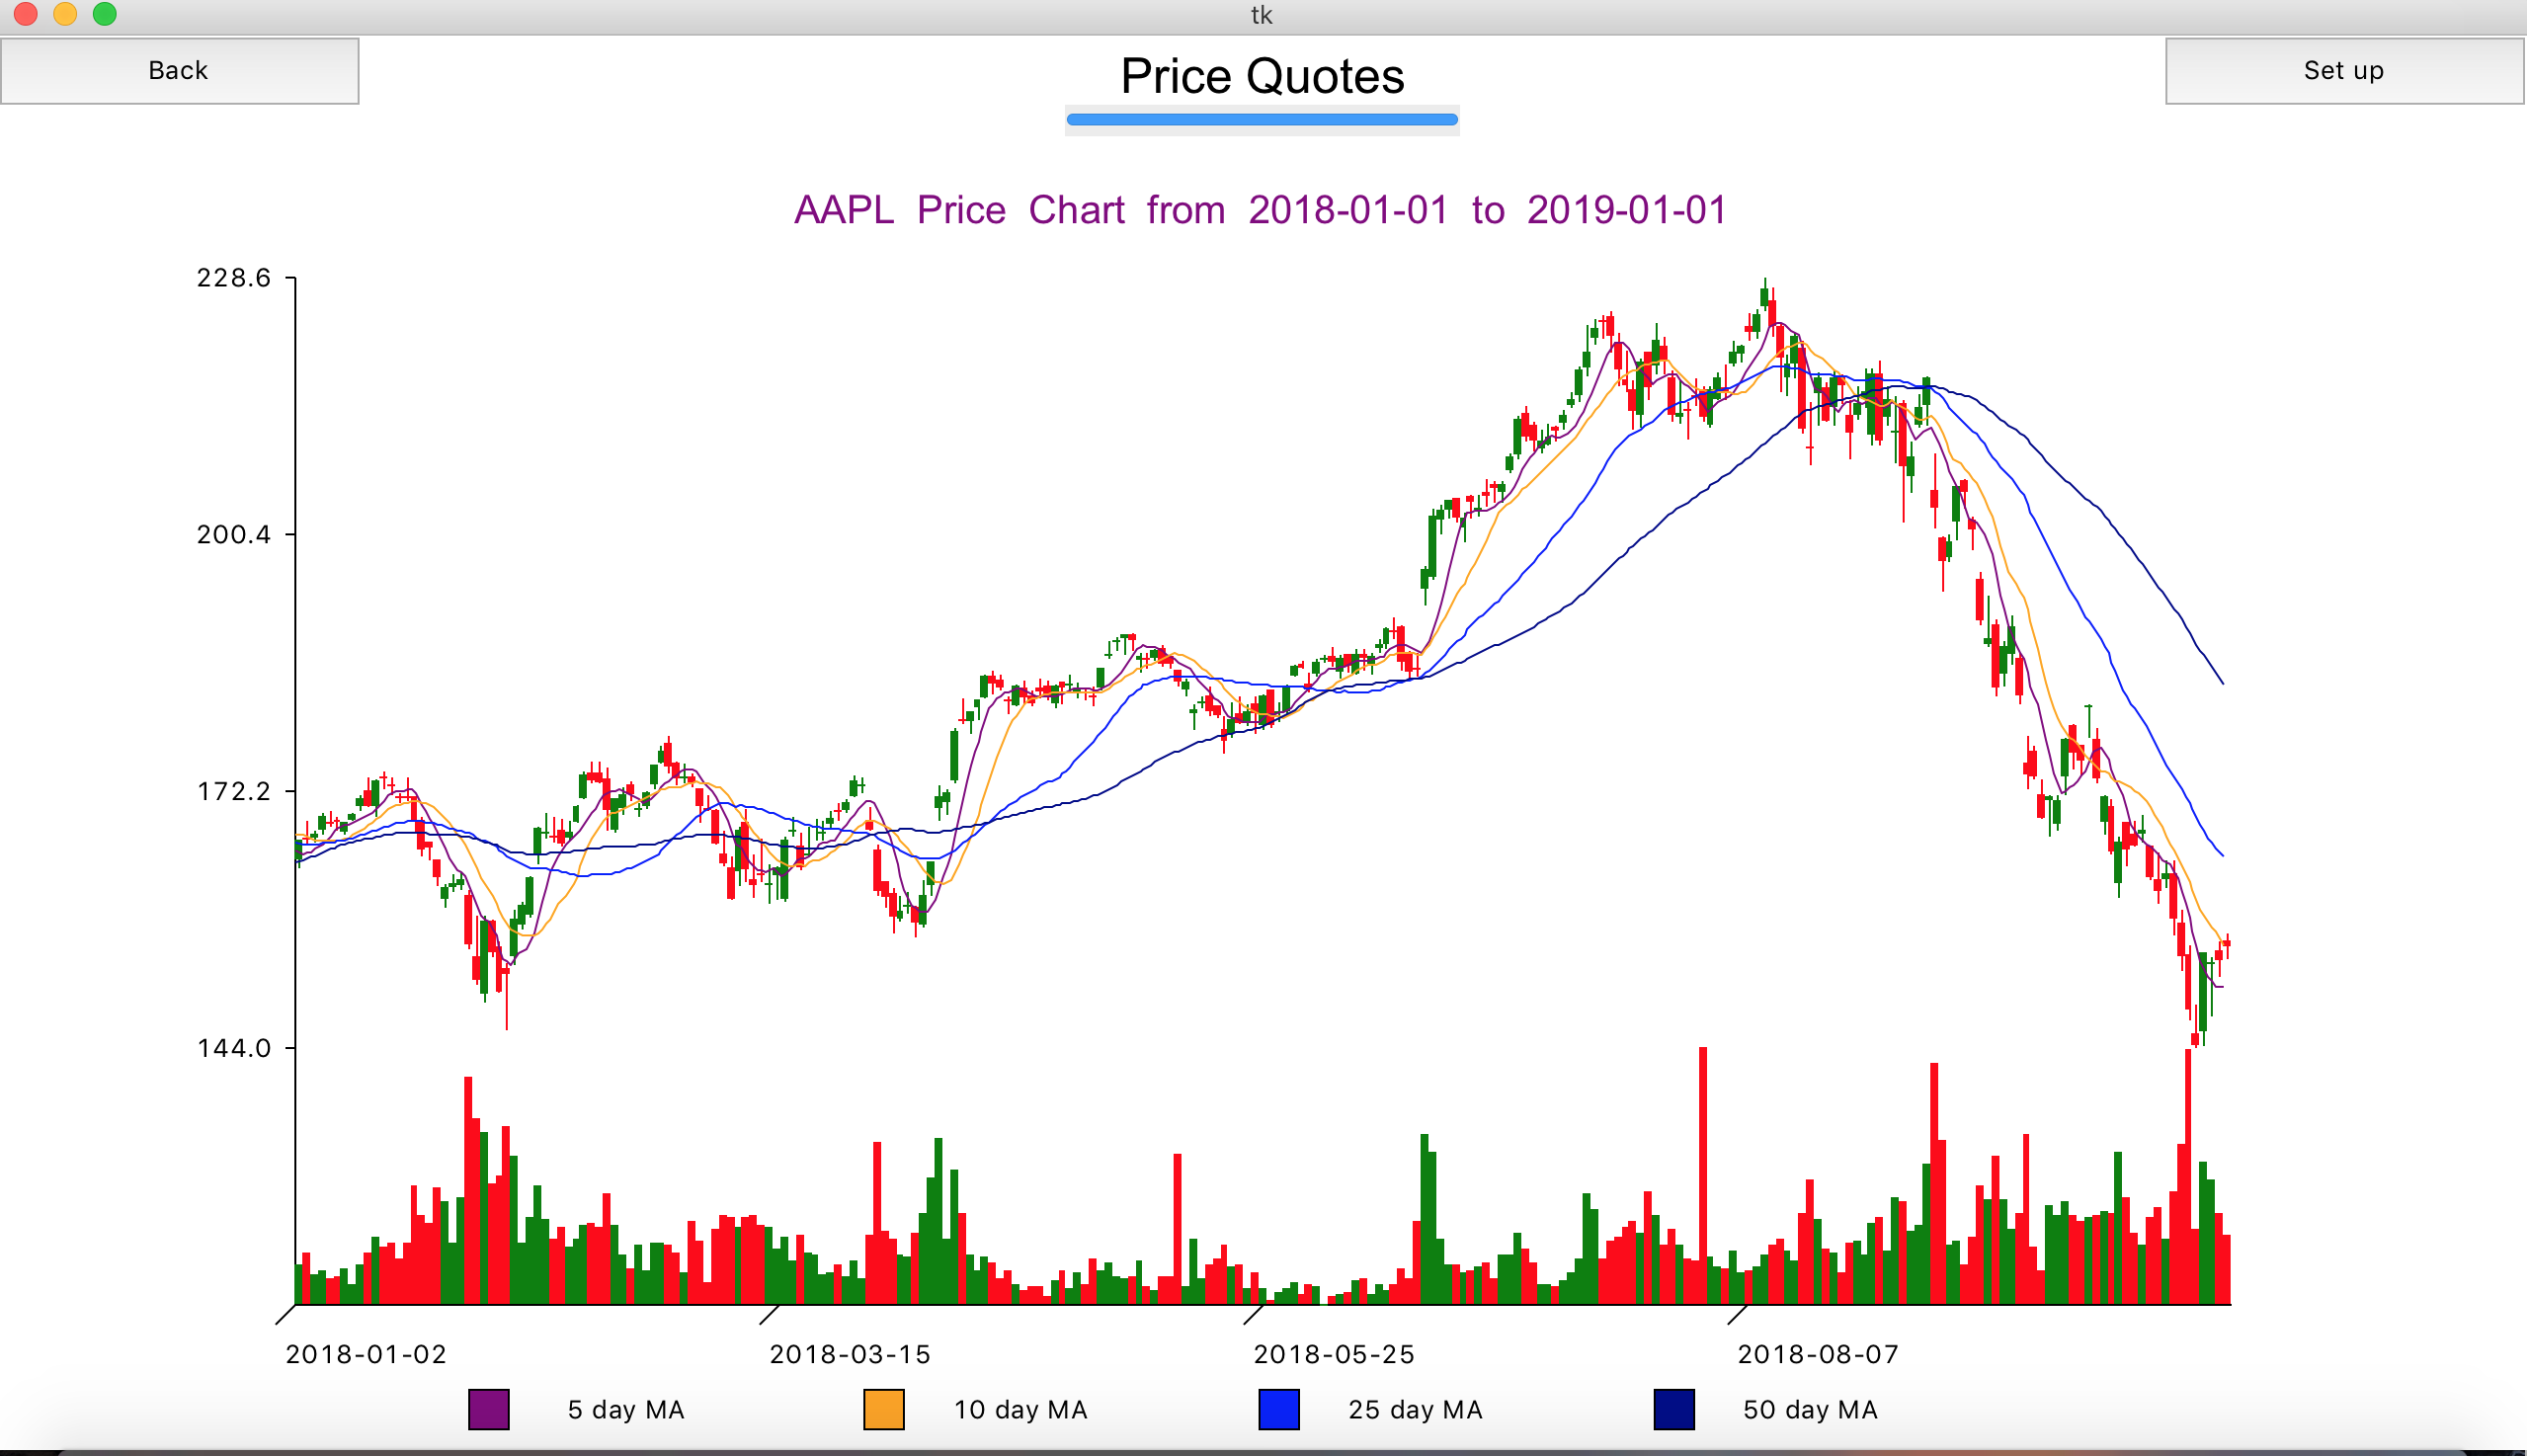 tk
Back
Price Quotes
Set up
AAPL Price Chart from 2018-01-01 to 2019-01-01
228.6
200.4
172.2
144.0
2018-01-02
2018-03-15
2018-05-25
2018-08-07
5 day MA
10 day MA
25 day MA
50 day MA